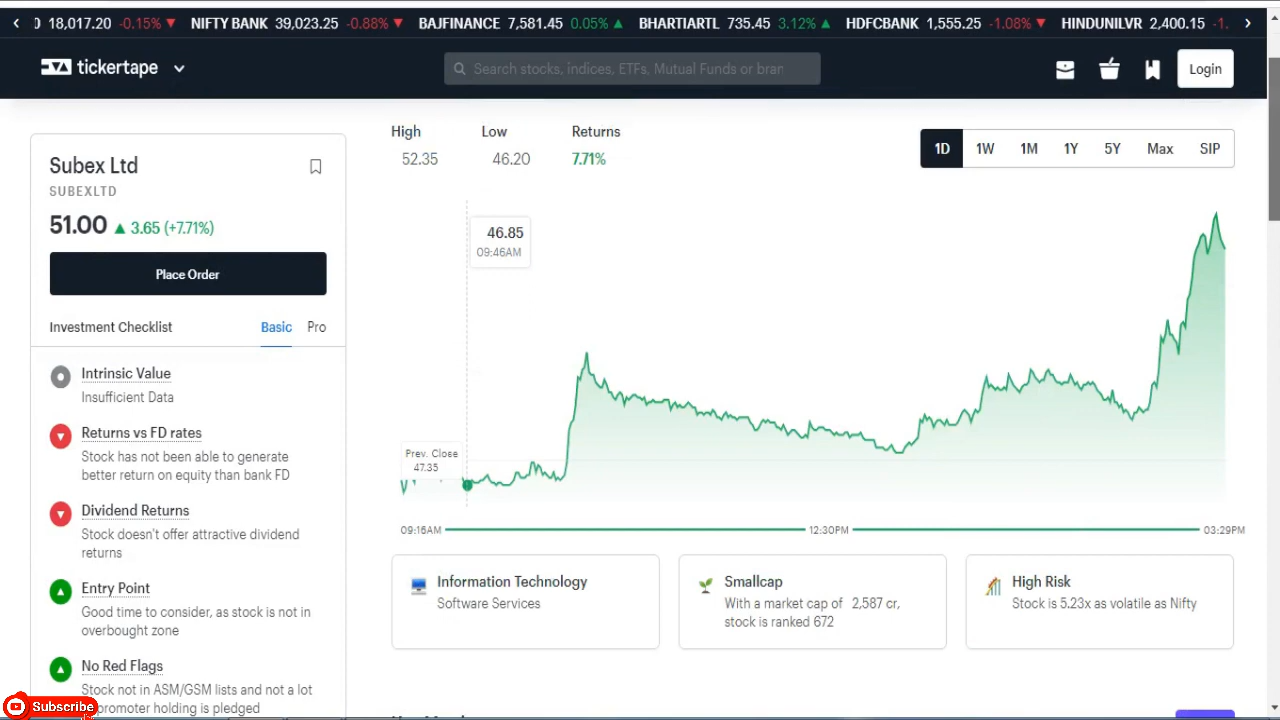 0 18,017.20 -0.15% ▼ NIFTY BANK 39,023.25 -0.88% ▼ BAJFINANCE 7,581.45 0.05% ▲ BHARTIARTL 735.45 3.12% ▲ HDFCBANK 1,555.25 -1.08% ▼ HINDUNILVR 2,400.15 -1.
tickertape
Search stocks, indices, ETFs, Mutual Funds or bran
Login
Subex Ltd
SUBEXLTD
51.00 ▲ 3.65 (+7.71%)
Place Order
Investment Checklist Basic Pro
Intrinsic Value
Insufficient Data
Returns vs FD rates
Stock has not been able to generate
better return on equity than bank FD
Dividend Returns
Stock doesn't offer attractive dividend
returns
Entry Point
Good time to consider, as stock is not in
overbought zone
No Red Flags
Stock not in ASM/GSM lists and not a lot
promoter holding is pledged
Subscribe
High Low Returns
52.35 46.20 7.71%
1D 1W 1M 1Y 5Y Max SIP
46.85
09:46AM
Prev. Close
47.35
09:16AM 12:30PM 03:29PM
Information Technology
Software Services
Smallcap
With a market cap of 2,587 cr,
stock is ranked 672
High Risk
Stock is 5.23x as volatile as Nifty